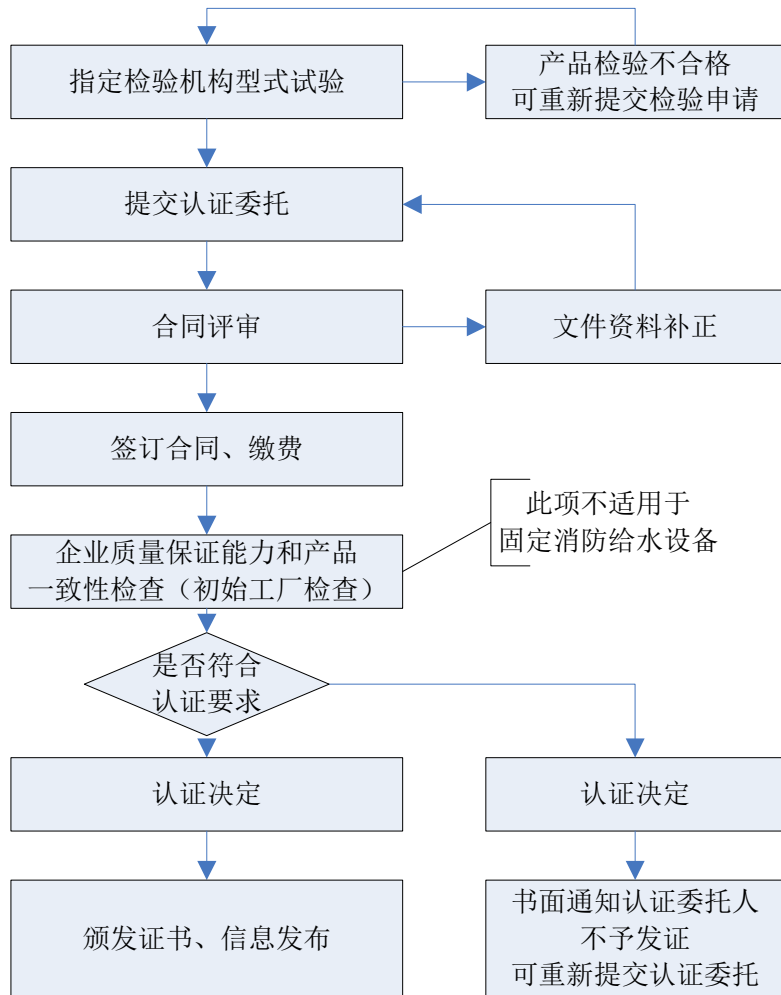 指定检验机构型式试验
产品检验不合格
可重新提交检验申请
提交认证委托
合同评审
文件资料补正
签订合同、缴费
此项不适用于
固定消防给水设备
企业质量保证能力和产品
一致性检查（初始工厂检查）
是否符合
认证要求
认证决定
认证决定
颁发证书、信息发布
书面通知认证委托人
不予发证
可重新提交认证委托